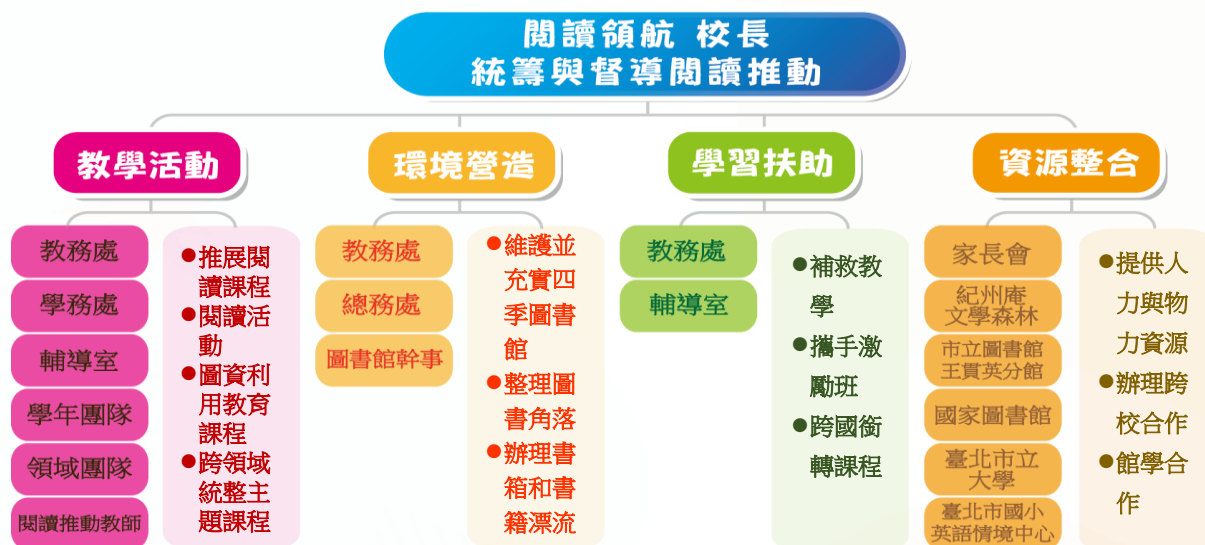 閱讀領航 校長
統籌與督導閱讀推動
教學活動
教務處
學務處
輔導室
學年團隊
領域團隊
閱讀推動教師
●推展閱
讀課程
●閱讀活
動
●圖資利
用教育
課程
●跨領域
統整主
題課程
環境營造
教務處
總務處
圖書館幹事
●維護並
充實四
季圖書
館
●整理圖
書角落
●辦理書
箱和書
籍漂流
學習扶助
教務處
輔導室
●補救教
學
●攜手激
勵班
●跨國銜
轉課程
資源整合
家長會
紀州庵
文學森林
市立圖書館
王貫英分館
國家圖書館
臺北市立
大學
臺北市國小
英語情境中心
●提供人
力與物
力資源
●辦理跨
校合作
●館學合
作